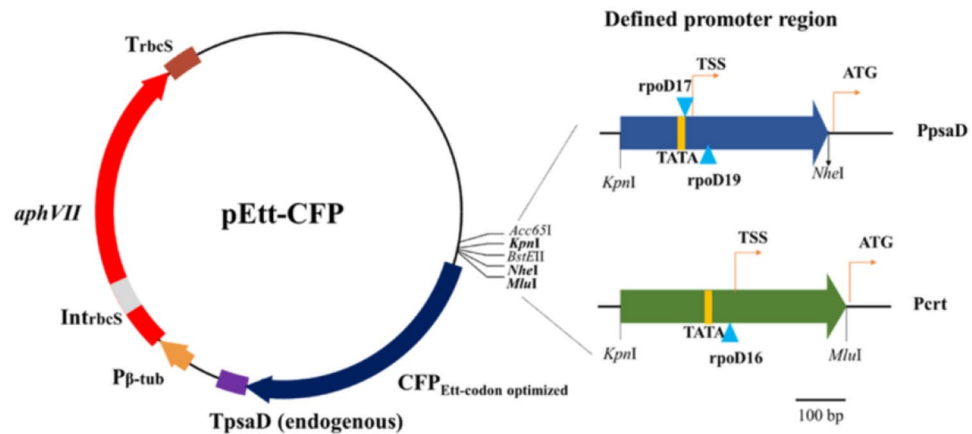 Defined promoter region
TrbcS
aphVII
pEtt-CFP
IntrbcS
Pβ-tub
TpsaD (endogenous)
CFPEtt-codon optimized
Acc65I
KpnI
BstEII
NheI
MluI
TSS
ATG
rpoD17
PpsaD
TATA
rpoD19
KpnI
NheI
TSS
ATG
Pcrt
TATA
rpoD16
KpnI
MluI
100 bp